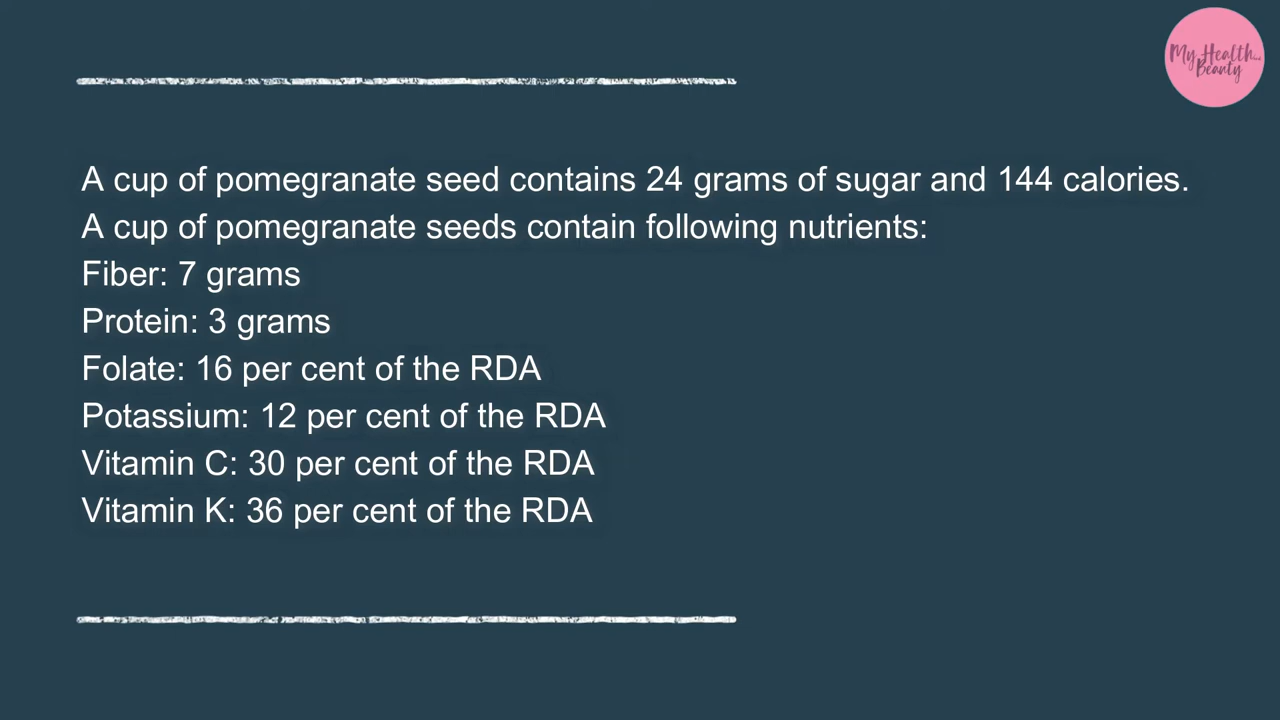 My Health...
Beauty
A cup of pomegranate seed contains 24 grams of sugar and 144 calories.
A cup of pomegranate seeds contain following nutrients:
Fiber: 7 grams
Protein: 3 grams
Folate: 16 per cent of the RDA
Potassium: 12 per cent of the RDA
Vitamin C: 30 per cent of the RDA
Vitamin K: 36 per cent of the RDA